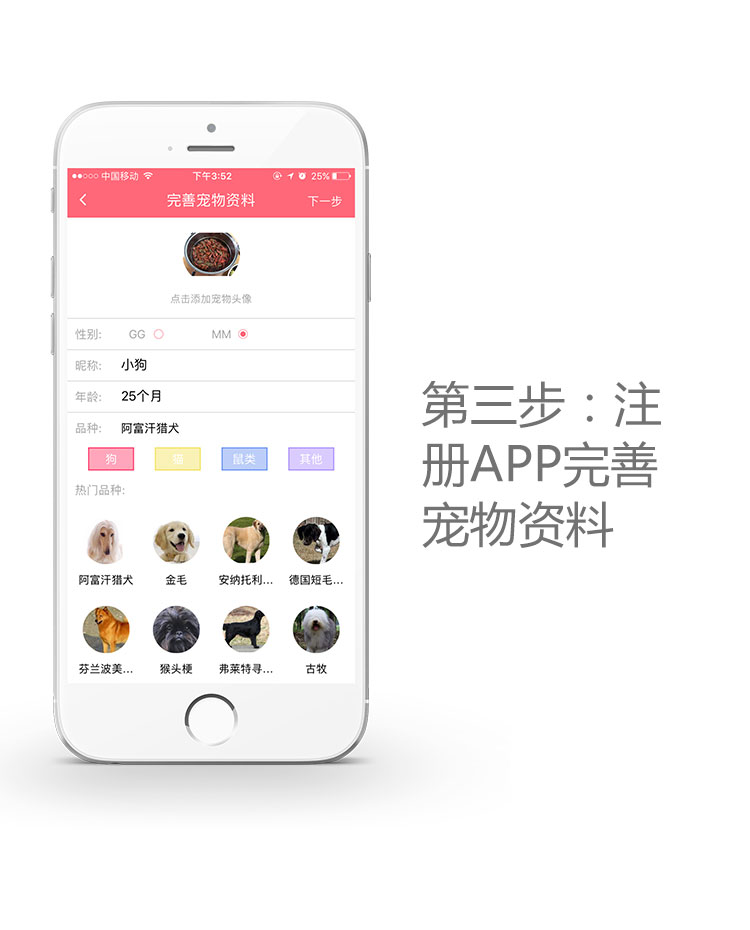 中国移动 下午3:52 25%
完善宠物资料 下一步
点击添加宠物头像
性别: GG MM
昵称: 小狗
年龄: 25个月
品种: 阿富汗猎犬
狗 猫 鼠类 其他
热门品种:
阿富汗猎犬 金毛 安纳托利... 德国短毛...
芬兰波美... 猴头梗 弗莱特寻... 古牧
第三步：注
册APP完善
宠物资料